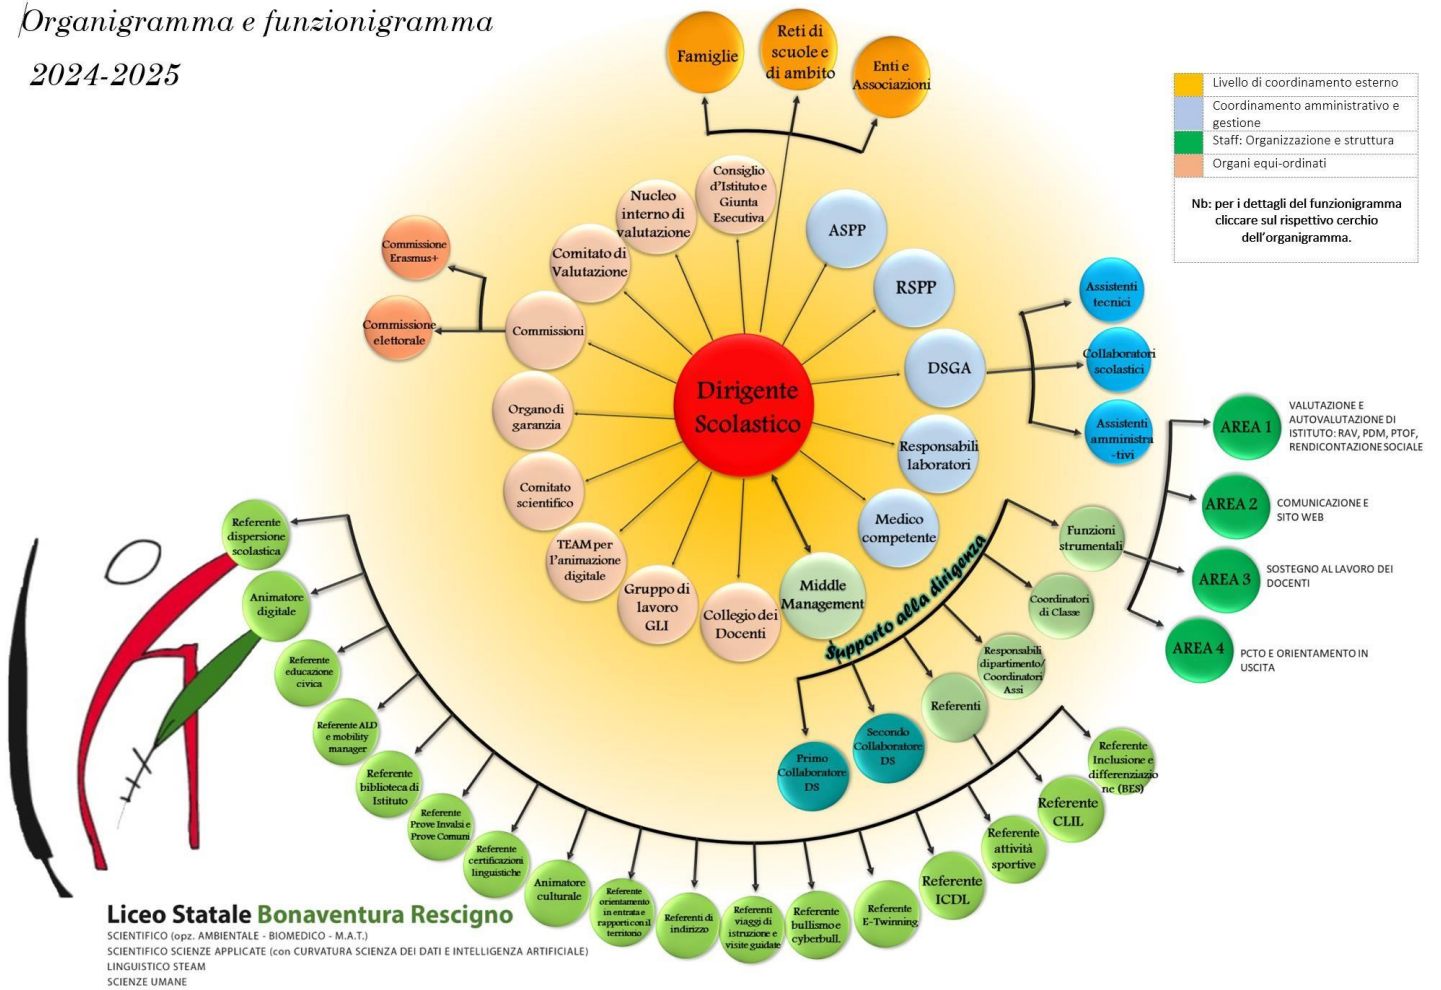 Organigramma e funzionigramma
2024-2025
Famiglie
Reti di
scuole e
di ambito
Enti e
Associazioni
Livello di coordinamento esterno
Coordinamento amministrativo e
gestione
Staff: Organizzazione e struttura
Organi equi-ordinati
Nb: per i dettagli del funzionigramma
cliccare sul rispettivo cerchio
dell'organigramma.
Consiglio
d'Istituto e
Giunta
Esecutiva
Nucleo
interno di
valutazione
Comitato di
Valutazione
Commissioni
Commissione
Erasmus+
Commissione
elettorale
Organo di
garanzia
Comitato
scientifico
TEAM per
l'animazione
digitale
Gruppo di
lavoro
GLI
Collegio dei
Docenti
Middle
Management
Dirigente
Scolastico
ASPP
RSPP
DSGA
Responsabili
laboratori
Medico
competente
Assistenti
tecnici
Collaboratori
scolastici
Assistenti
amministra
-tivi
AREA 1
VALUTAZIONE E
AUTOVALUTAZIONE DI
ISTITUTO: RAV, PDM, PTOF,
RENDICONTAZIONE SOCIALE
AREA 2
COMUNICAZIONE E
SITO WEB
AREA 3
SOSTEGNO AL LAVORO DEI
DOCENTI
AREA 4
PCTO E ORIENTAMENTO IN
USCITA
Supporto alla dirigenza
Funzioni
strumentali
Coordinatori
di Classe
Responsabili
dipartimento/
Coordinatori
Assi
Referenti
Secondo
Collaboratore
DS
Primo
Collaboratore
DS
Referente
dispersione
scolastica
Animatore
digitale
Referente
educazione
civica
Referente ALD
e mobility
manager
Referente
biblioteca di
Istituto
Referente
Prove Invalsi e
Prove Comuni
Referente
certificazioni
linguistiche
Animatore
culturale
Referente
orientamento
in entrata e
rapporti con il
territorio
Referenti di
indirizzo
Referenti
viaggi di
istruzione e
visite guidate
Referente
bullismo e
cyberbull.
Referente
E-Twinning
Referente
ICDL
Referente
attività
sportive
Referente
CLIL
Referente
Inclusione e
differenziazio
ne (BES)
Liceo Statale Bonaventura Rescigno
SCIENTIFICO (opz. AMBIENTALE - BIOMEDICO - M.A.T.)
SCIENTIFICO SCIENZE APPLICATE (con CURVATURA SCIENZA DEI DATI E INTELLIGENZA ARTIFICIALE)
LINGUISTICO STEAM
SCIENZE UMANE